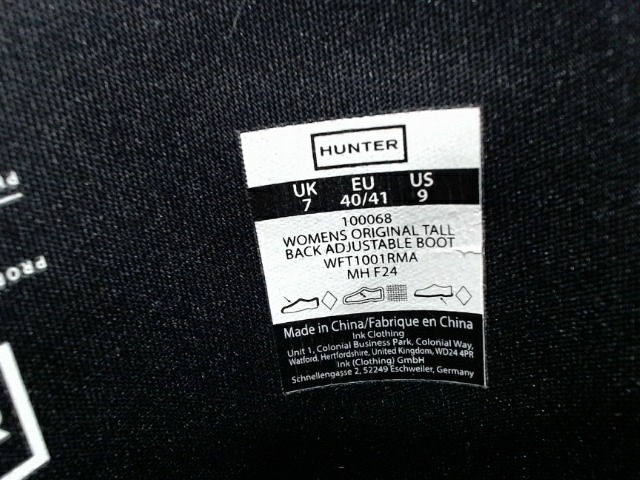 HUNTER
UK EU US
7 40/41 9
100068
WOMENS ORIGINAL TALL
BACK ADJUSTABLE BOOT
WFT1001RMA
MH F24
Made in China/Fabrique en China
Ink Clothing
Unit 1, Colonial Business Park, Colonial Way,
Watford, Hertfordshire, United Kingdom, WD24 4PR
ink (Clothing) GmbH
Schnellengasse 2, 52249 Eschweiler, Germany